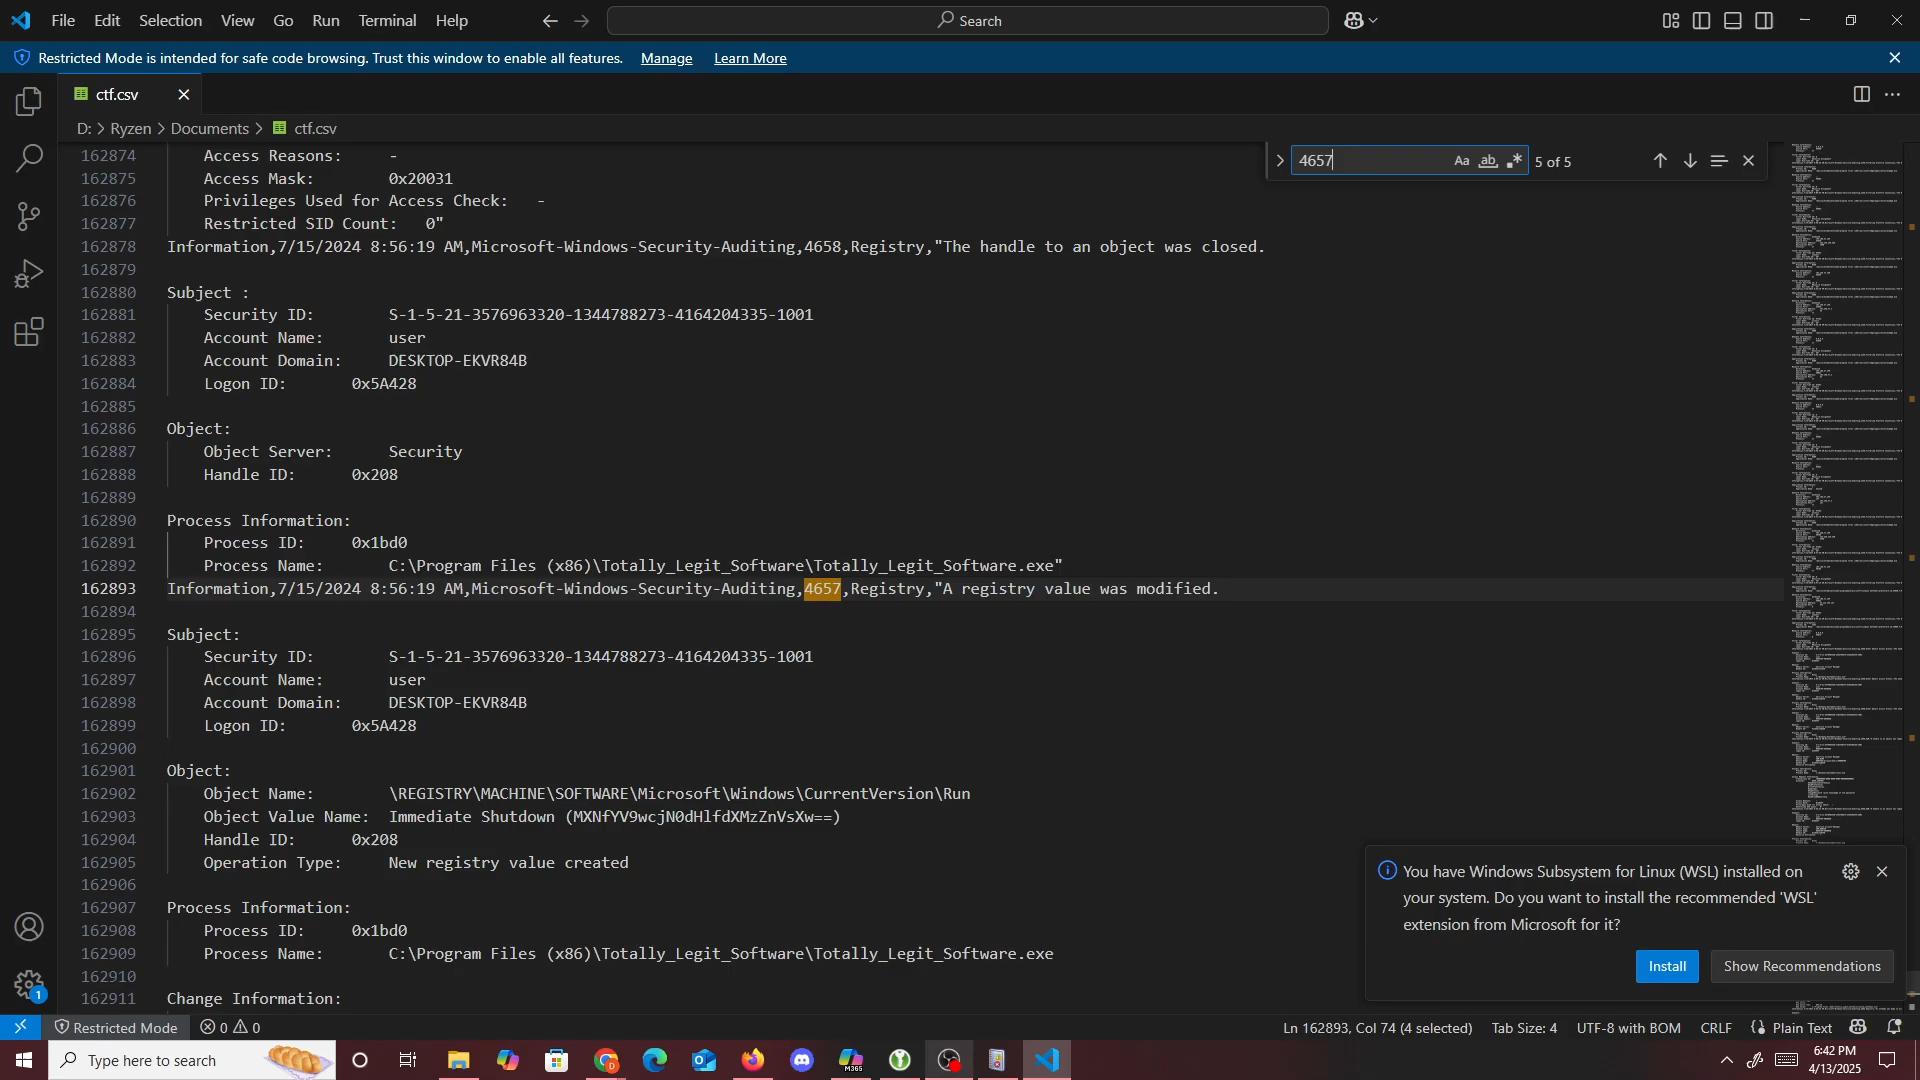 File Edit Selection View Go Run Terminal Help Search
Restricted Mode is intended for safe code browsing. Trust this window to enable all features. Manage Learn More
ctf.csv
D: > Ryzen > Documents > ctf.csv
4657 Aa ab 5 of 5
162874 Access Reasons: -
162875 Access Mask: 0x20031
162876 Privileges Used for Access Check: -
162877 Restricted SID Count: 0"
162878 Information,7/15/2024 8:56:19 AM,Microsoft-Windows-Security-Auditing,4658,Registry,"The handle to an object was closed.
162879
162880 Subject :
162881 Security ID: S-1-5-21-3576963320-1344788273-4164204335-1001
162882 Account Name: user
162883 Account Domain: DESKTOP-EKVR84B
162884 Logon ID: 0x5A428
162885
162886 Object:
162887 Object Server: Security
162888 Handle ID: 0x208
162889
162890 Process Information:
162891 Process ID: 0x1bd0
162892 Process Name: C:\Program Files (x86)\Totally_Legit_Software\Totally_Legit_Software.exe"
162893 Information,7/15/2024 8:56:19 AM,Microsoft-Windows-Security-Auditing,4657,Registry,"A registry value was modified.
162894
162895 Subject:
162896 Security ID: S-1-5-21-3576963320-1344788273-4164204335-1001
162897 Account Name: user
162898 Account Domain: DESKTOP-EKVR84B
162899 Logon ID: 0x5A428
162900
162901 Object:
162902 Object Name: \REGISTRY\MACHINE\SOFTWARE\Microsoft\Windows\CurrentVersion\Run
162903 Object Value Name: Immediate Shutdown (MXNfYV9wcjN0dHlfdXMzZnVsXw==)
162904 Handle ID: 0x208
162905 Operation Type: New registry value created
162906
162907 Process Information:
162908 Process ID: 0x1bd0
162909 Process Name: C:\Program Files (x86)\Totally_Legit_Software\Totally_Legit_Software.exe
162910
162911 Change Information:
You have Windows Subsystem for Linux (WSL) installed on
your system. Do you want to install the recommended 'WSL'
extension from Microsoft for it?
Install Show Recommendations
1
Restricted Mode 0 0 Ln 162893, Col 74 (4 selected) Tab Size: 4 UTF-8 with BOM CRLF {} Plain Text
Type here to search
M365
6:42 PM
4/13/2025